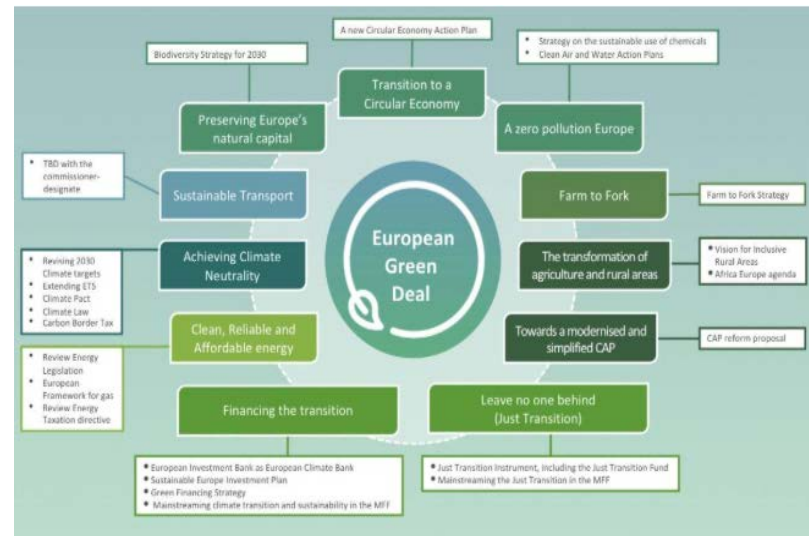 A new Circular Economy Action Plan
Biodiversity Strategy for 2030
• Strategy on the sustainable use of chemicals
• Clean Air and Water Action Plans
Transition to a
Circular Economy
Preserving Europe's
natural capital
A zero pollution Europe
• TBD with the
commissioner-
designate
Sustainable Transport
Farm to Fork
Farm to Fork Strategy
European
Green
Deal
• Revising 2030
Climate targets
• Extending ETS
• Climate Pact
• Climate Law
• Carbon Border Tax
Achieving Climate
Neutrality
The transformation of
agriculture and rural areas
• Vision for Inclusive
Rural Areas
• Africa Europe agenda
Clean, Reliable and
Affordable energy
Towards a modernised and
simplified CAP
CAP reform proposal
• Review Energy
Legislation
• European
Framework for gas
• Review Energy
Taxation directive
Financing the transition
Leave no one behind
(Just Transition)
• European Investment Bank as European Climate Bank
• Sustainable Europe Investment Plan
• Green Financing Strategy
• Mainstreaming climate transition and sustainability in the MFF
• Just Transition Instrument, including the Just Transition Fund
• Mainstreaming the Just Transition in the MFF